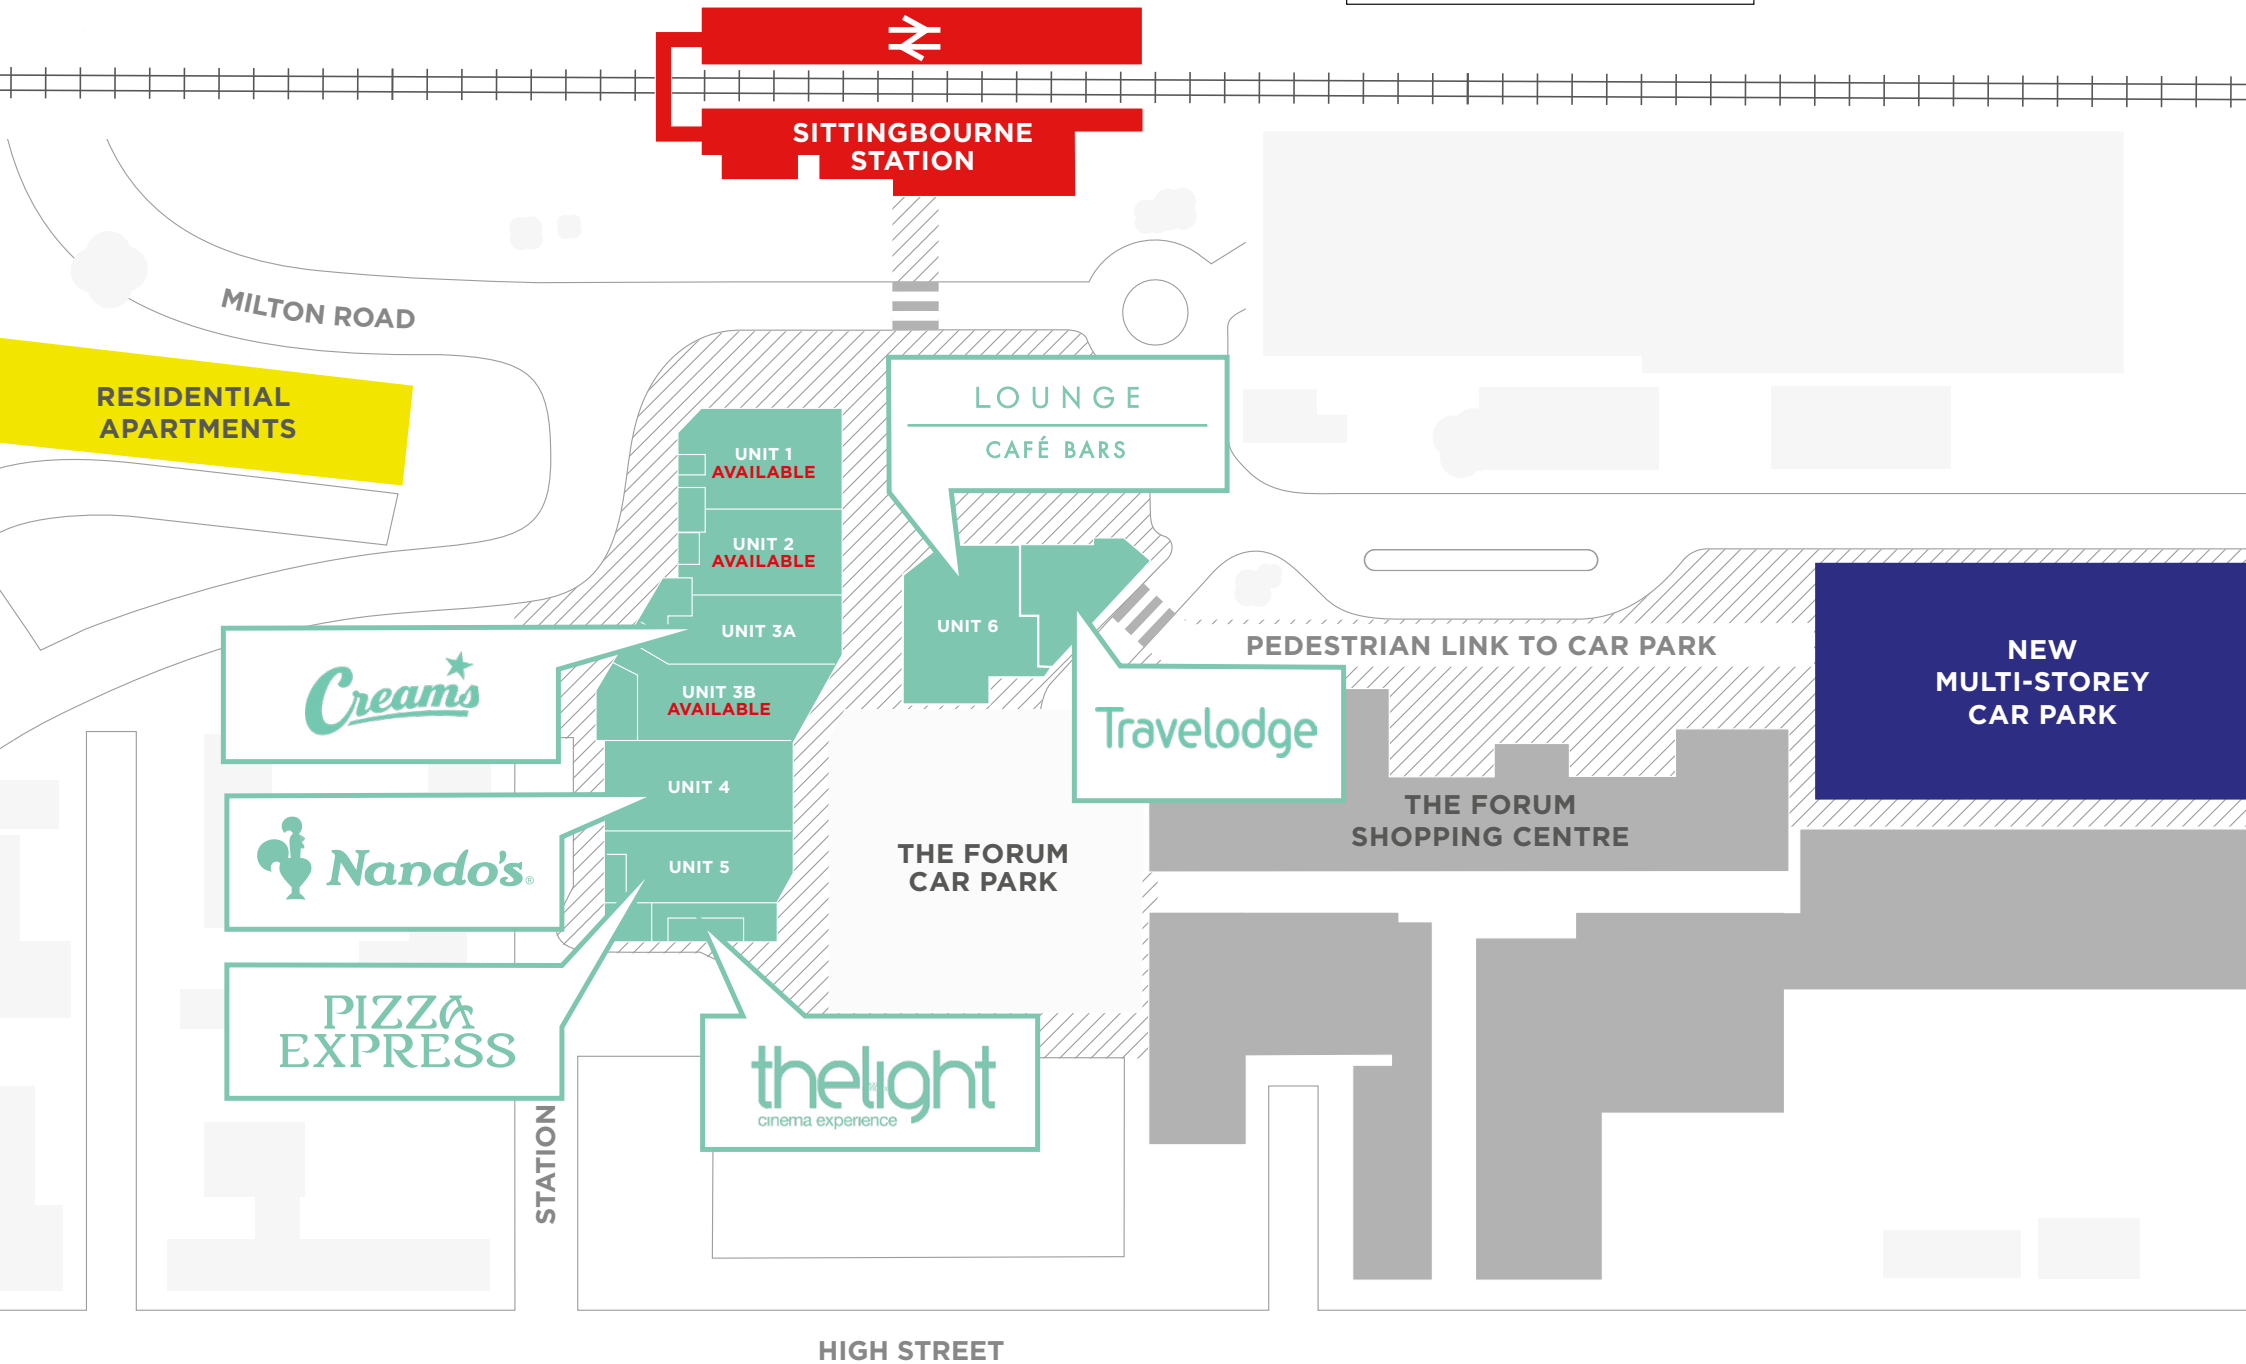 SITTINGBOURNE
STATION
MILTON ROAD
RESIDENTIAL
APARTMENTS
LOUNGE
CAFÉ BARS
UNIT 1
AVAILABLE
UNIT 2
AVAILABLE
UNIT 3A
UNIT 6
PEDESTRIAN LINK TO CAR PARK
NEW
MULTI-STOREY
CAR PARK
Creams
UNIT 3B
AVAILABLE
Travelodge
UNIT 4
THE FORUM
SHOPPING CENTRE
Nando's®
UNIT 5
THE FORUM
CAR PARK
PIZZA
EXPRESS
thelight
cinema experience
STATION
HIGH STREET